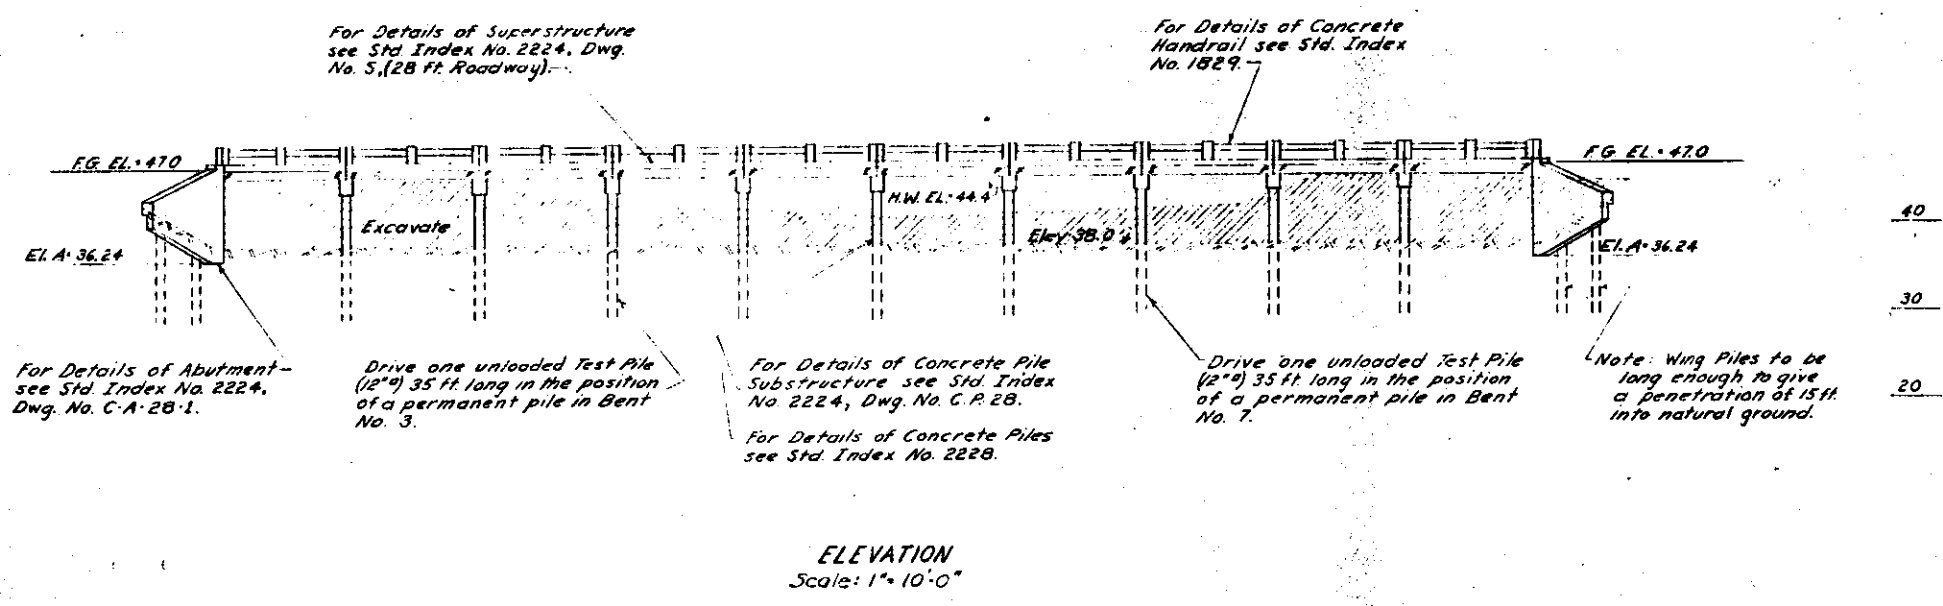 For Details of Superstructure
see Std. Index No. 2224, Dwg.
No. 5, (28 ft. Roadway).
For Details of Concrete
Handrail see Std. Index
No. 1829.
F.G. EL.=47.0
F.G. EL.=47.0
H.W. EL.=44.4
Excavate
Elev. 38.0
40
El. A=36.24
El. A=36.24
30
For Details of Abutment
see Std. Index No. 2224,
Dwg. No. C-A-28-1.
Drive one unloaded Test Pile
(12"ø) 35 ft. long in the position
of a permanent pile in Bent
No. 3.
For Details of Concrete Pile
Substructure see Std. Index
No. 2224, Dwg. No. C.P. 28.
For Details of Concrete Piles
see Std. Index No. 2228.
Drive one unloaded Test Pile
(12"ø) 35 ft. long in the position
of a permanent pile in Bent
No. 7.
Note: Wing Piles to be
long enough to give
a penetration of 15 ft.
into natural ground.
20
ELEVATION
Scale: 1"=10'-0"